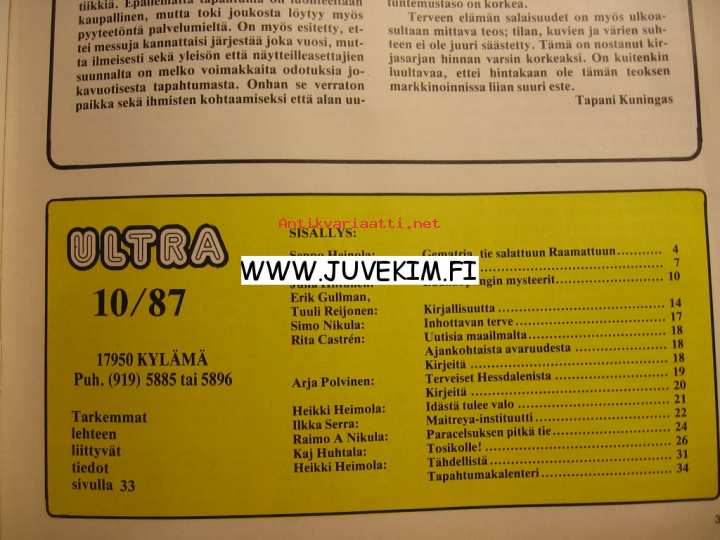 tiikkia. Epäilemättä tapahtuma on luonteeltaan
kaupallinen, mutta toki joukosta löytyy myös
pyyteetöntä palvelumieltä. On myös esitetty, et-
tei messuja kannattaisi järjestää joka vuosi, mut-
ta ilmeisesti sekä yleisön että näytteilleasettajien
suunnalta on melko voimakkaita odotuksia jo-
kavuotisesta tapahtumasta. Onhan se verraton
paikka sekä ihmisten kohtaamiseksi että alan uu-
tuntemustaso on korkea.
Terveen elämän salaisuudet on myös ulkoa-
sultaan mittava teos; tilan, kuvien ja värien suh-
teen ei ole juuri säästetty. Tämä on nostanut kir-
jasarjan hinnan varsin korkeaksi. On kuitenkin
luultavaa, ettei hintakaan ole tämän teoksen
markkinoinnissa liian suuri este.
Tapani Kuningas
Antikvariaatti.net
ULTRA
10/87
17950 KYLÄMÄ
Puh. (919) 5885 tai 5896
Tarkemmat
lehteen
liittyvät
tiedot
sivulla 33
SISÄLLYS:
Seppo Heinola: Gematria, tie salattuun Raamattuun 4
7
WWW.JUVEKIM.FI
mysteerit 10
Erik Gullman,
Tuuli Reijonen: Kirjallisuutta 14
Simo Nikula: Inhottavan terve 17
Rita Castrén: Uutisia maailmalta 18
Ajankohtaista avaruudesta 18
Kirjeitä 18
Arja Polvinen: Terveiset Hessdalenista 19
Kirjeitä 20
Heikki Heimola: Idästä tulee valo 21
Ilkka Serra: Maitreya-instituutti 22
Raimo A Nikula: Paracelsuksen pitkä tie 24
Kaj Huhtala: Tosikolle! 26
Heikki Heimola: Tähdellistä 31
Tapahtumakalenteri 34